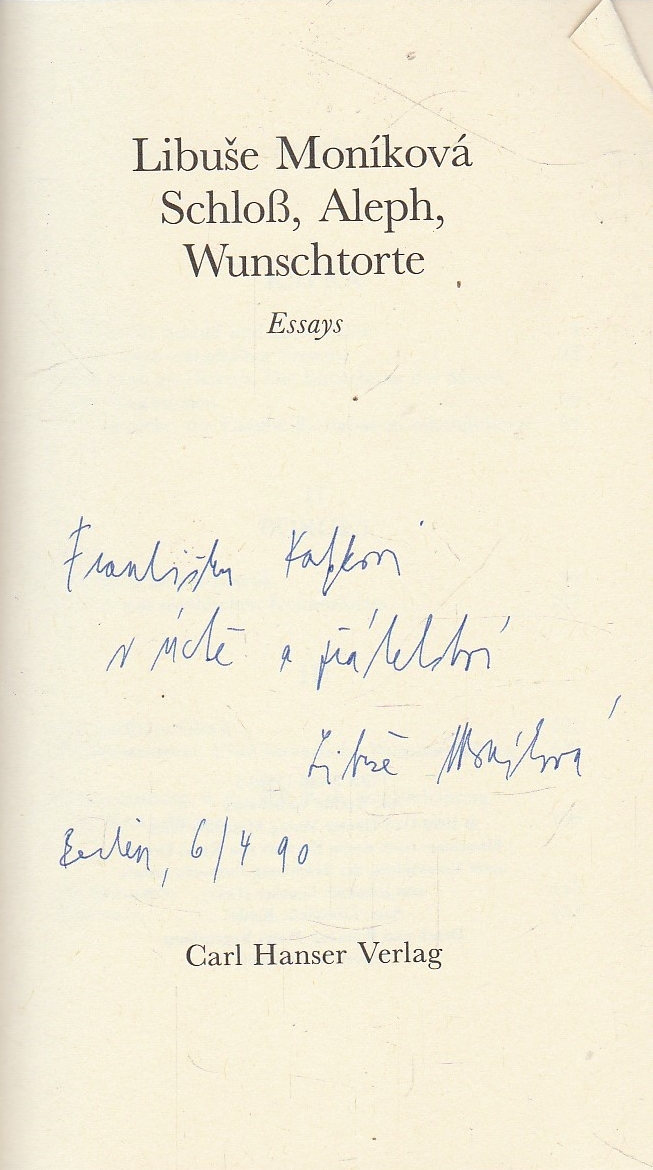 Libuše Moníková
Schloß, Aleph,
Wunschtorte
Essays
Františku Kafkovi
v úctě a přátelství
Libuše Moníková
Berlin, 6/4 90
Carl Hanser Verlag